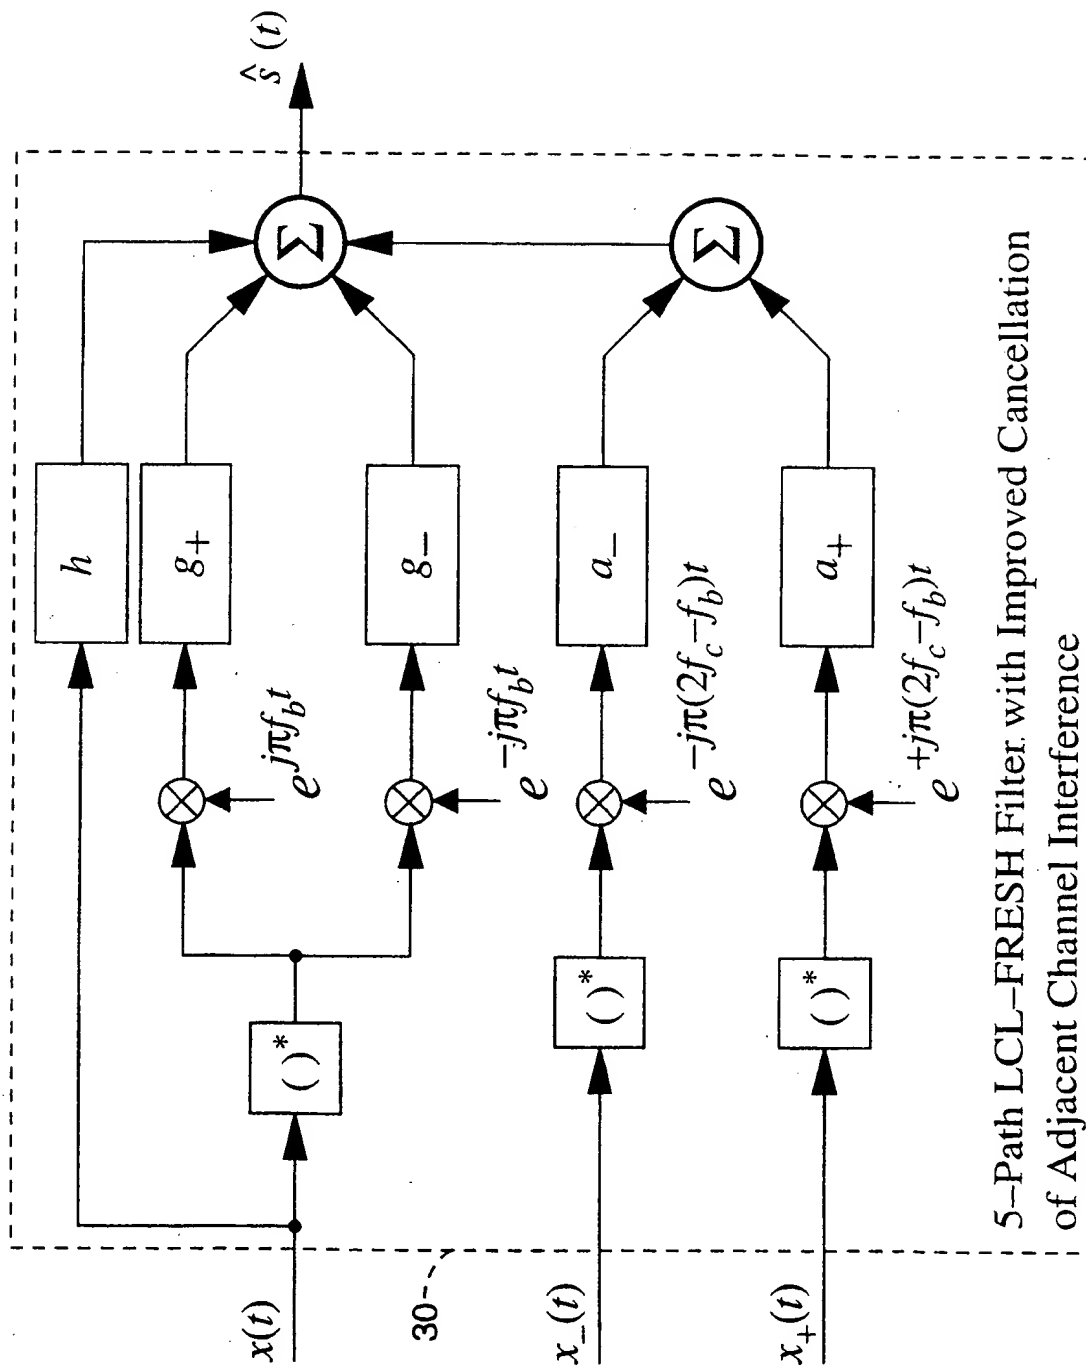 x(t)
30
x_(t)
x+(t)
( )*
( )*
( )*
e^{jπf_b t}
e^{-jπf_b t}
e^{-jπ(2f_c-f_b)t}
e^{+jπ(2f_c-f_b)t}
h
g+
g−
a−
a+
Σ
Σ
ŝ (t)
5–Path LCL–FRESH Filter with Improved Cancellation
of Adjacent Channel Interference